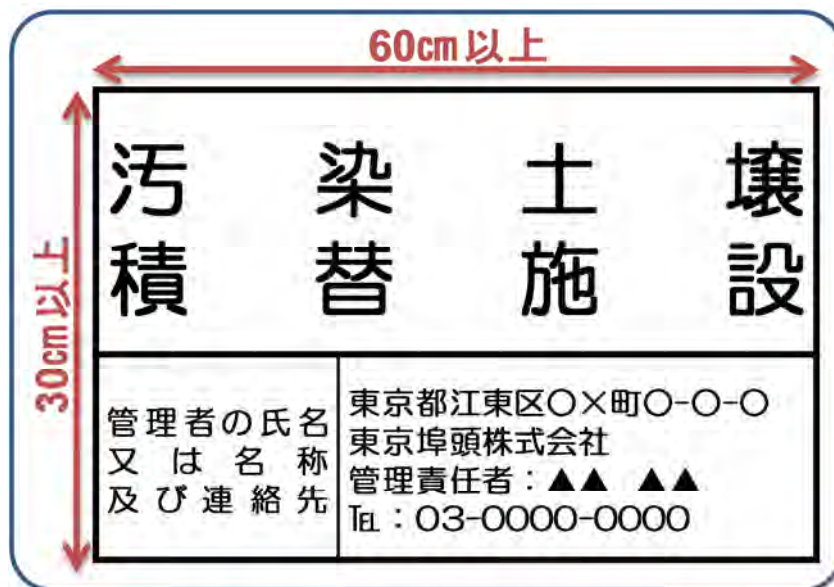 60㎝以上
30㎝以上
汚染土壌
積替施設
管理者の氏名
又は名称
及び連絡先
東京都江東区〇×町〇-〇-〇
東京埠頭株式会社
管理責任者：▲▲　▲▲
℡：03-0000-0000